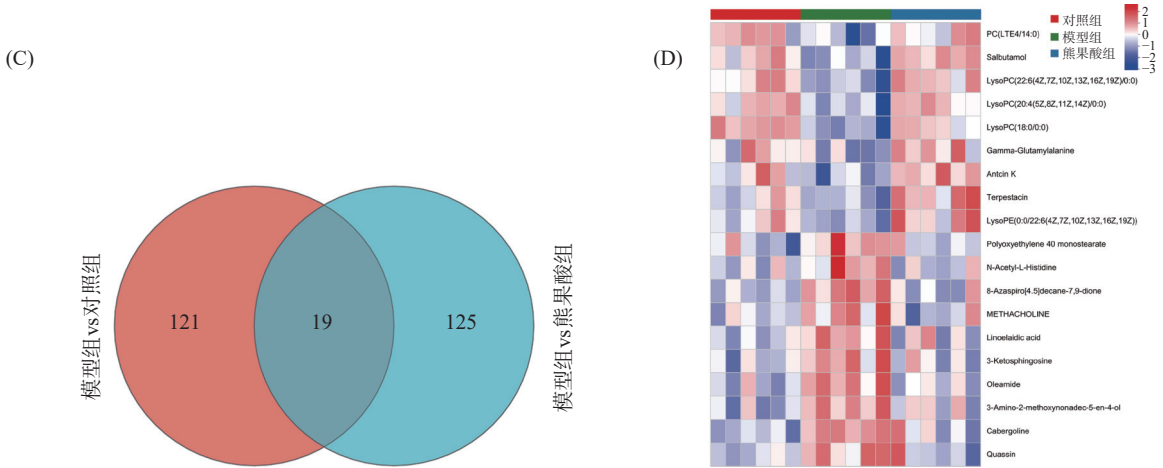 (C)
模型组vs对照组
121
19
125
模型组vs熊果酸组
(D)
对照组
模型组
熊果酸组
2
1
0
−1
−2
−3
PC(LTE4/14:0)
Salbutamol
LysoPC(22:6(4Z,7Z,10Z,13Z,16Z,19Z)/0:0)
LysoPC(20:4(5Z,8Z,11Z,14Z)/0:0)
LysoPC(18:0/0:0)
Gamma-Glutamylalanine
Antcin K
Terpestacin
LysoPE(0:0/22:6(4Z,7Z,10Z,13Z,16Z,19Z))
Polyoxyethylene 40 monostearate
N-Acetyl-L-Histidine
8-Azaspiro[4.5]decane-7,9-dione
METHACHOLINE
Linoelaidic acid
3-Ketosphingosine
Oleamide
3-Amino-2-methoxynonadec-5-en-4-ol
Cabergoline
Quassin